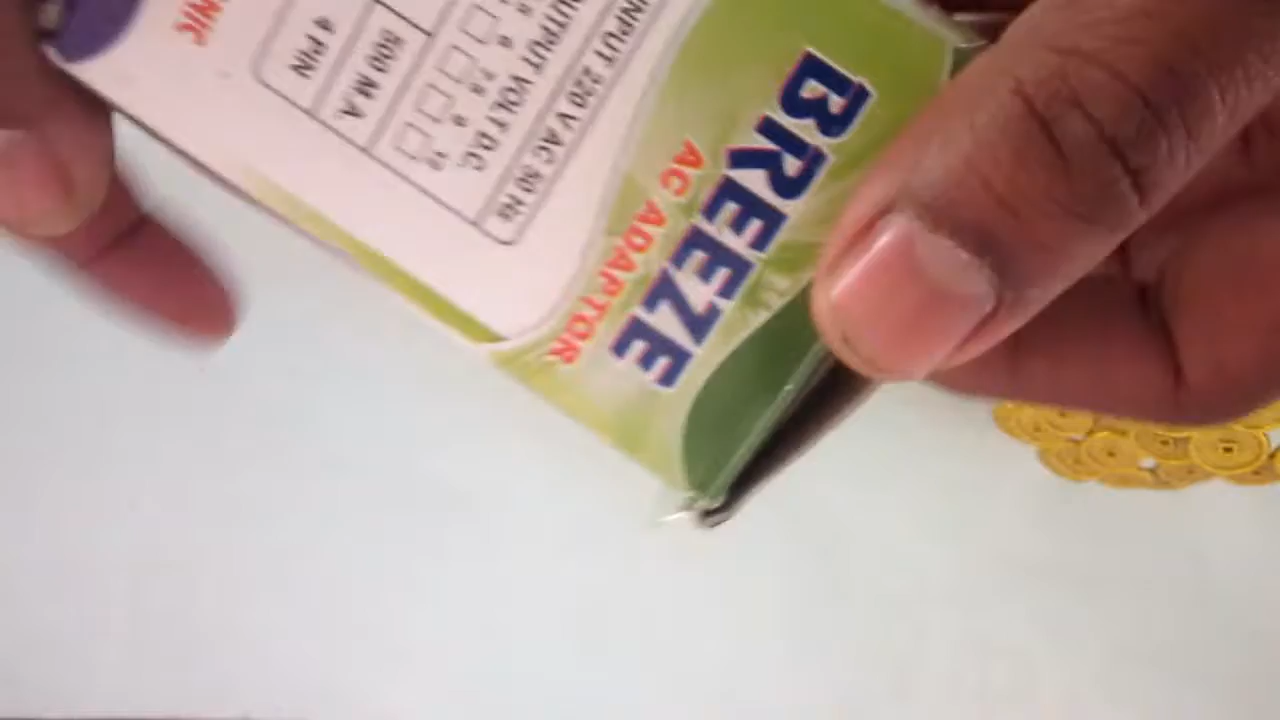 BREEZE
AC ADAPTOR
INPUT 220 V AC 50 Hz
OUTPUT VOLT D.C.
500 M.A.
4 PIN